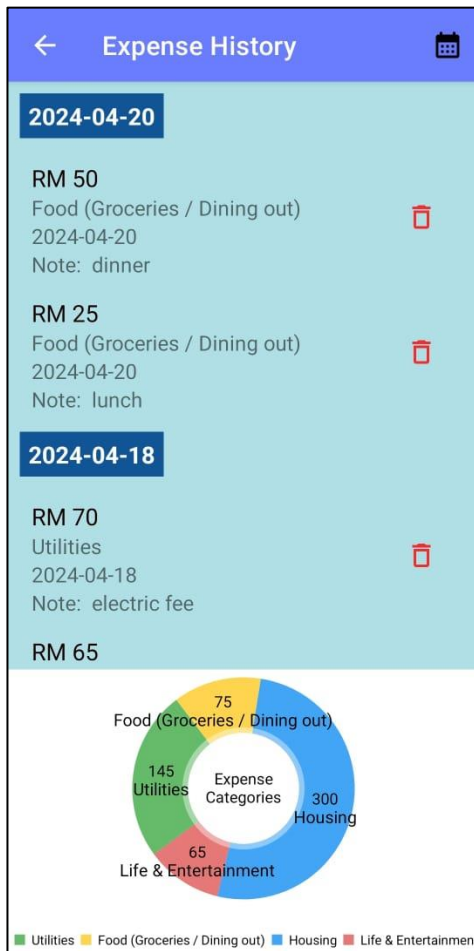 Expense History
2024-04-20
RM 50
Food (Groceries / Dining out)
2024-04-20
Note: dinner
RM 25
Food (Groceries / Dining out)
2024-04-20
Note: lunch
2024-04-18
RM 70
Utilities
2024-04-18
Note: electric fee
RM 65
75
Food (Groceries / Dining out)
145
Utilities
Expense
Categories
300
Housing
65
Life & Entertainment
Utilities Food (Groceries / Dining out) Housing Life & Entertainmen